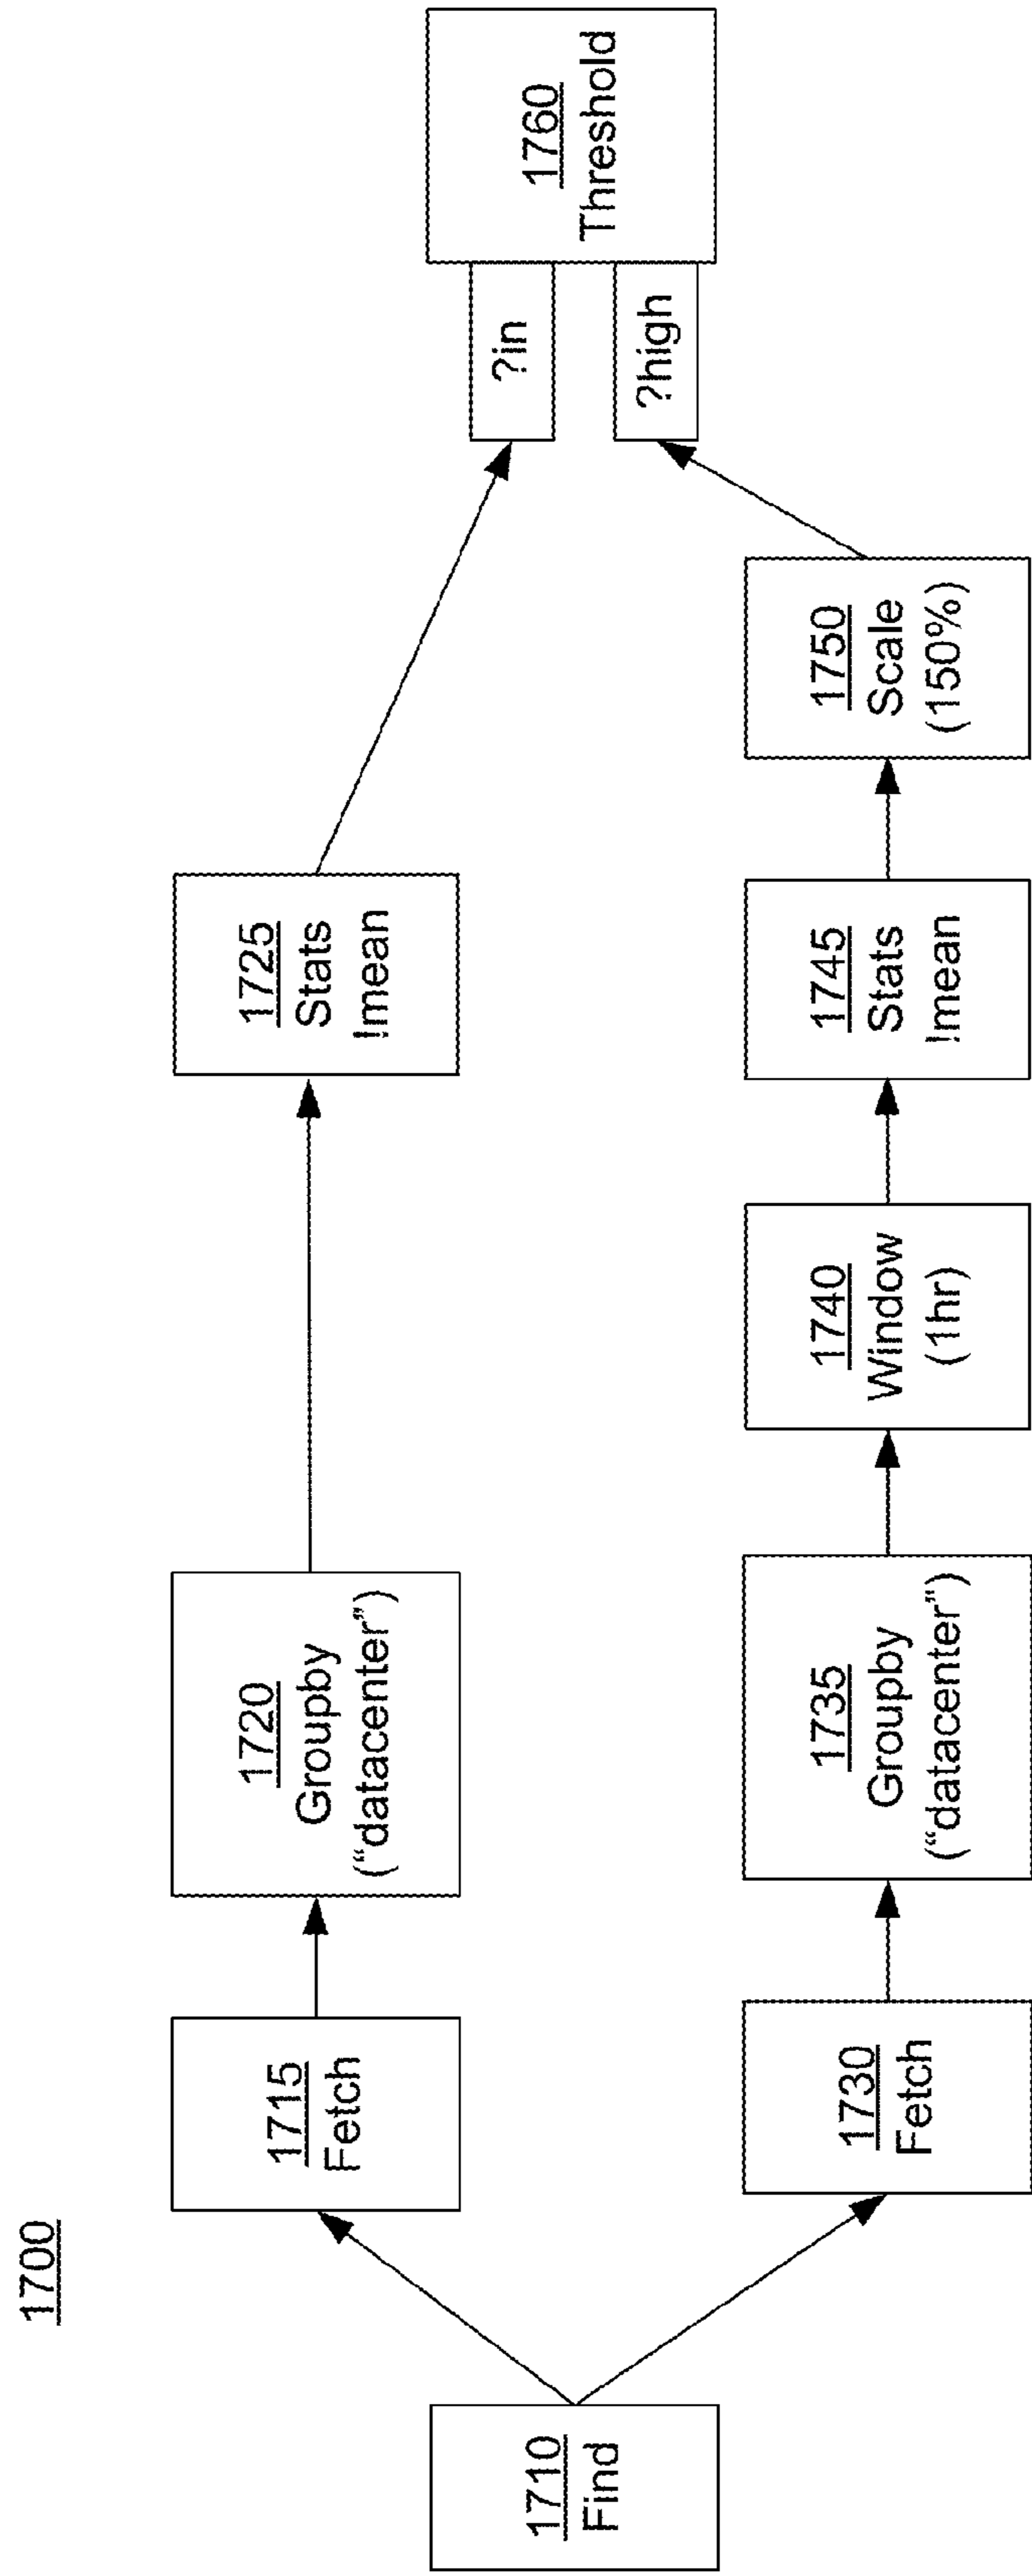 1700
1710
Find
1715
Fetch
1720
Groupby
(“datacenter”)
1725
Stats
!mean
1730
Fetch
1735
Groupby
(“datacenter”)
1740
Window
(1hr)
1745
Stats
!mean
1750
Scale
(150%)
?in
?high
1760
Threshold